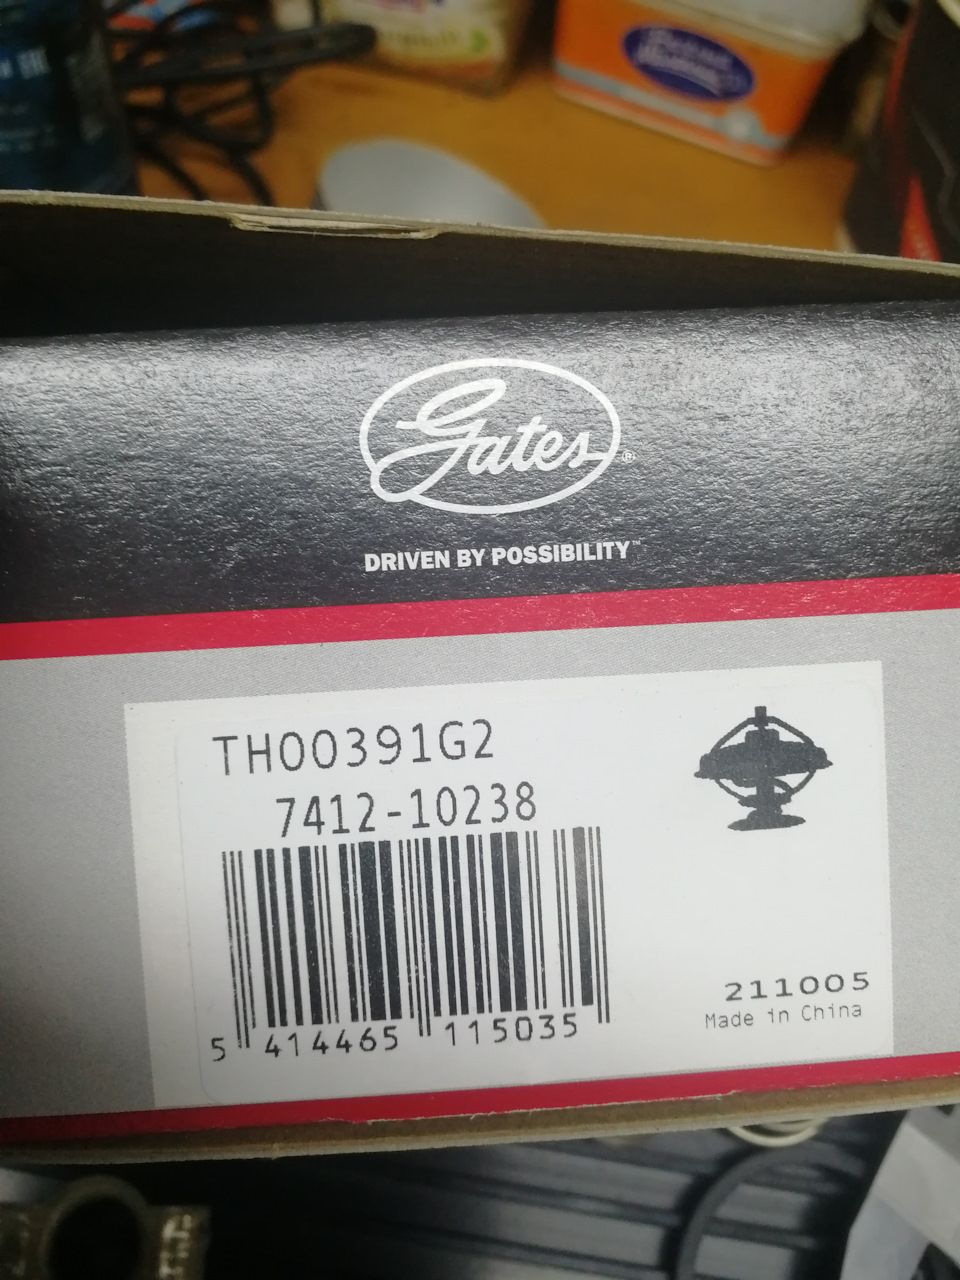 Gates®
DRIVEN BY POSSIBILITY™
TH00391G2
7412-10238
5 414465 115035
211005
Made in China